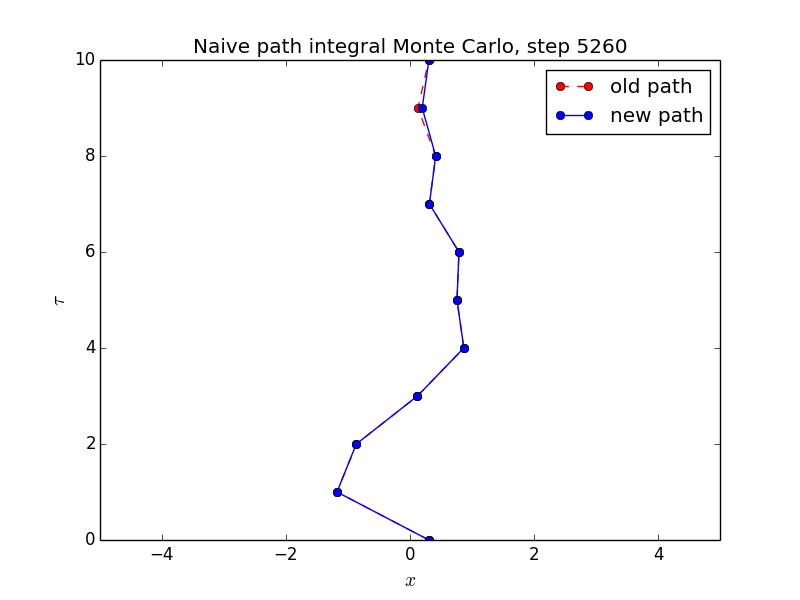 Naive path integral Monte Carlo, step 5260
old path
new path
10
8
6
4
2
0
τ
−4
−2
0
2
4
x